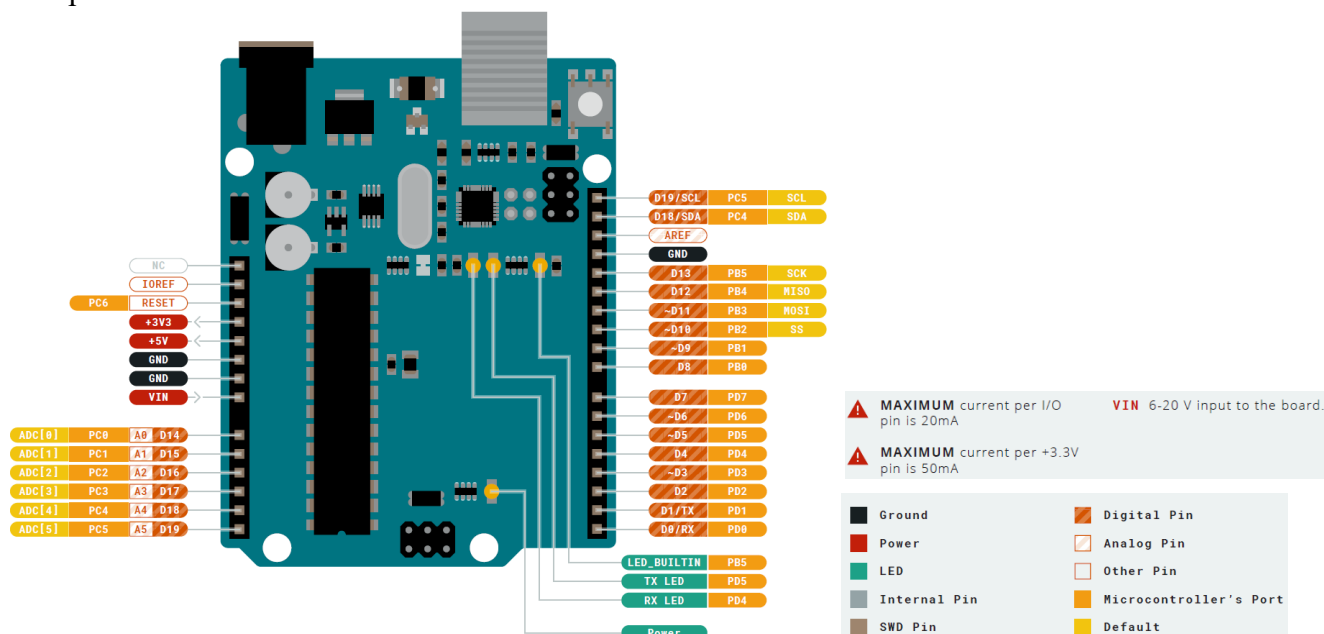 NC
IOREF
PC6 RESET
+3V3
+5V
GND
GND
VIN
ADC[0] PC0 A0 D14
ADC[1] PC1 A1 D15
ADC[2] PC2 A2 D16
ADC[3] PC3 A3 D17
ADC[4] PC4 A4 D18
ADC[5] PC5 A5 D19
D19/SCL PC5 SCL
D18/SDA PC4 SDA
AREF
GND
D13 PB5 SCK
D12 PB4 MISO
~D11 PB3 MOSI
~D10 PB2 SS
~D9 PB1
D8 PB0
D7 PD7
~D6 PD6
~D5 PD5
D4 PD4
~D3 PD3
D2 PD2
D1/TX PD1
D0/RX PD0
LED_BUILTIN PB5
TX LED PD5
RX LED PD4
Power
MAXIMUM current per I/O
pin is 20mA
MAXIMUM current per +3.3V
pin is 50mA
VIN 6-20 V input to the board.
Ground
Power
LED
Internal Pin
SWD Pin
Digital Pin
Analog Pin
Other Pin
Microcontroller's Port
Default